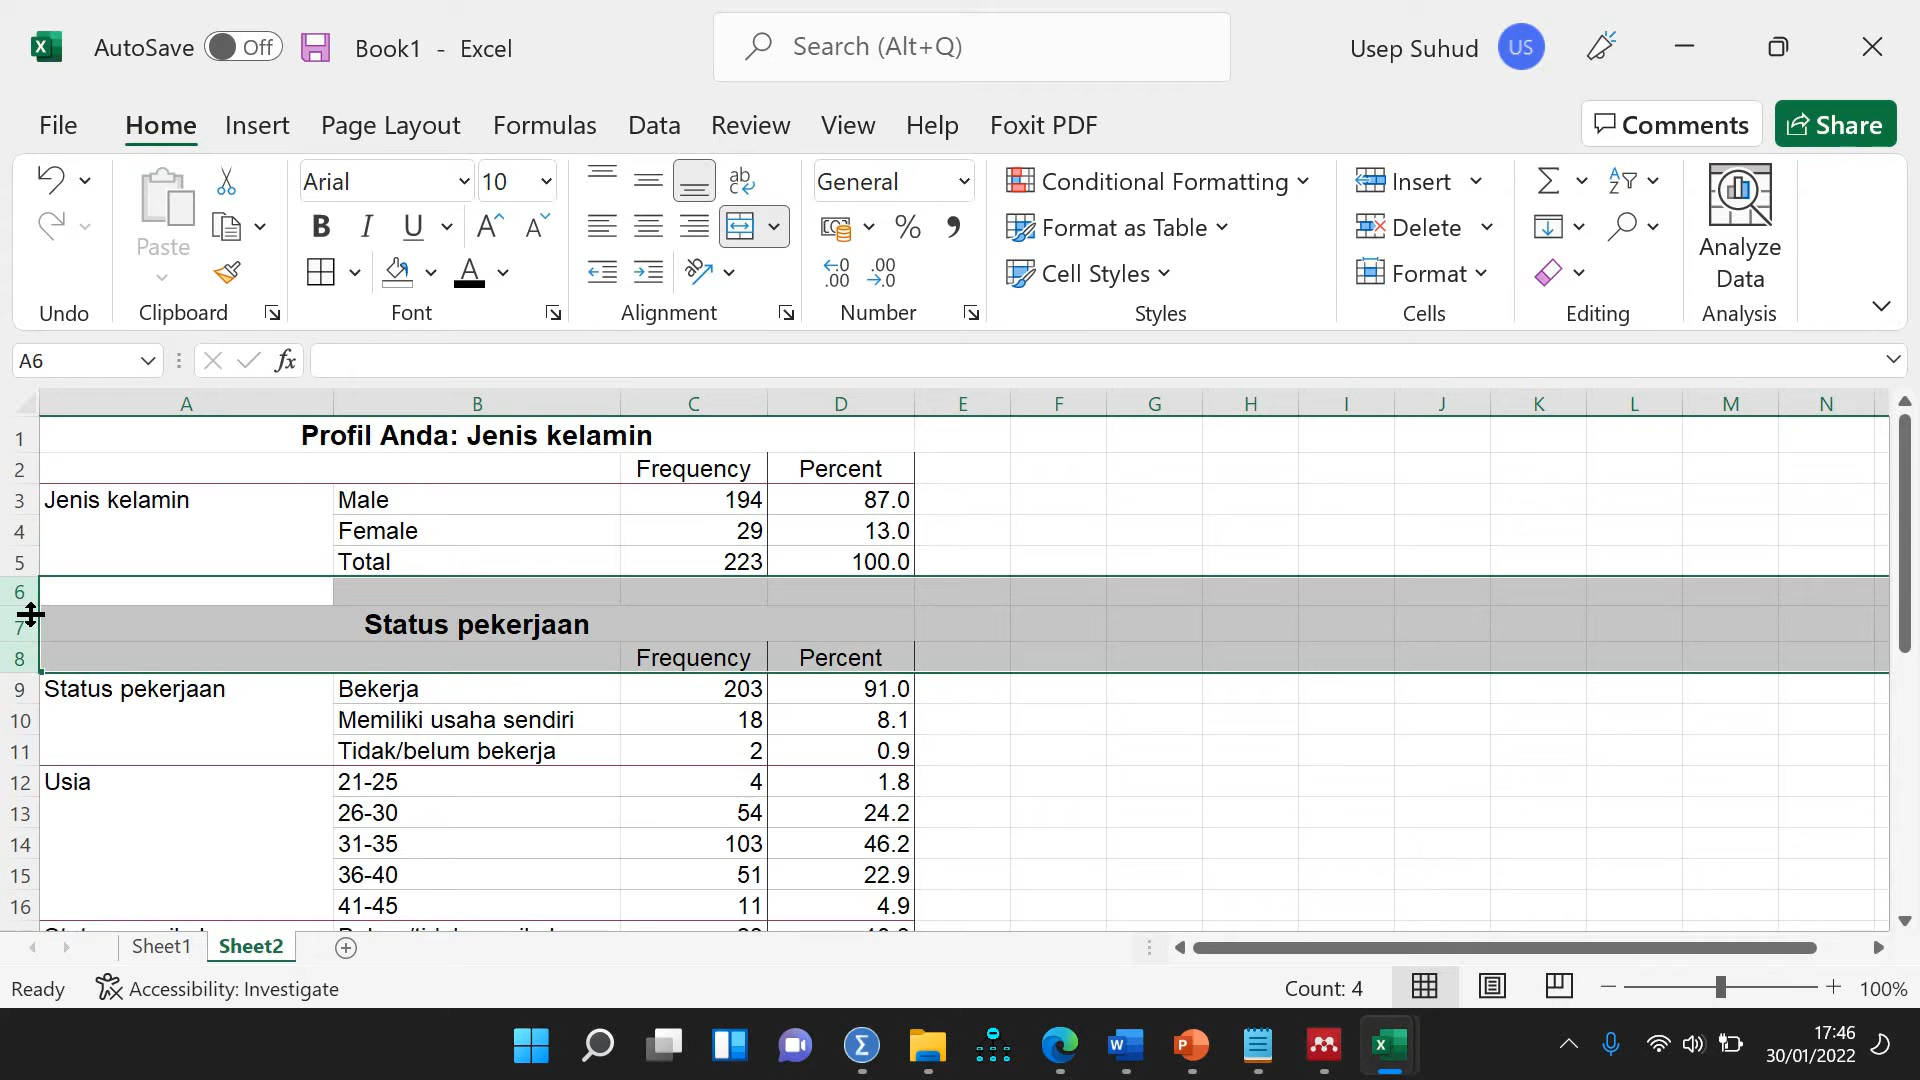 AutoSave Off Book1 - Excel Search (Alt+Q) Usep Suhud US
File Home Insert Page Layout Formulas Data Review View Help Foxit PDF Comments Share
Arial 10 ab General Conditional Formatting Insert
Paste B I U A A % Format as Table Delete Analyze
A Cell Styles Format Data
Undo Clipboard Font Alignment Number Styles Cells Editing Analysis
A6 fx
A B C D E F G H I J K L M N
1 Profil Anda: Jenis kelamin
2 Frequency Percent
3 Jenis kelamin Male 194 87.0
4 Female 29 13.0
5 Total 223 100.0
6
7 Status pekerjaan
8 Frequency Percent
9 Status pekerjaan Bekerja 203 91.0
10 Memiliki usaha sendiri 18 8.1
11 Tidak/belum bekerja 2 0.9
12 Usia 21-25 4 1.8
13 26-30 54 24.2
14 31-35 103 46.2
15 36-40 51 22.9
16 41-45 11 4.9
Sheet1 Sheet2
Ready Accessibility: Investigate Count: 4 100%
17:46
30/01/2022